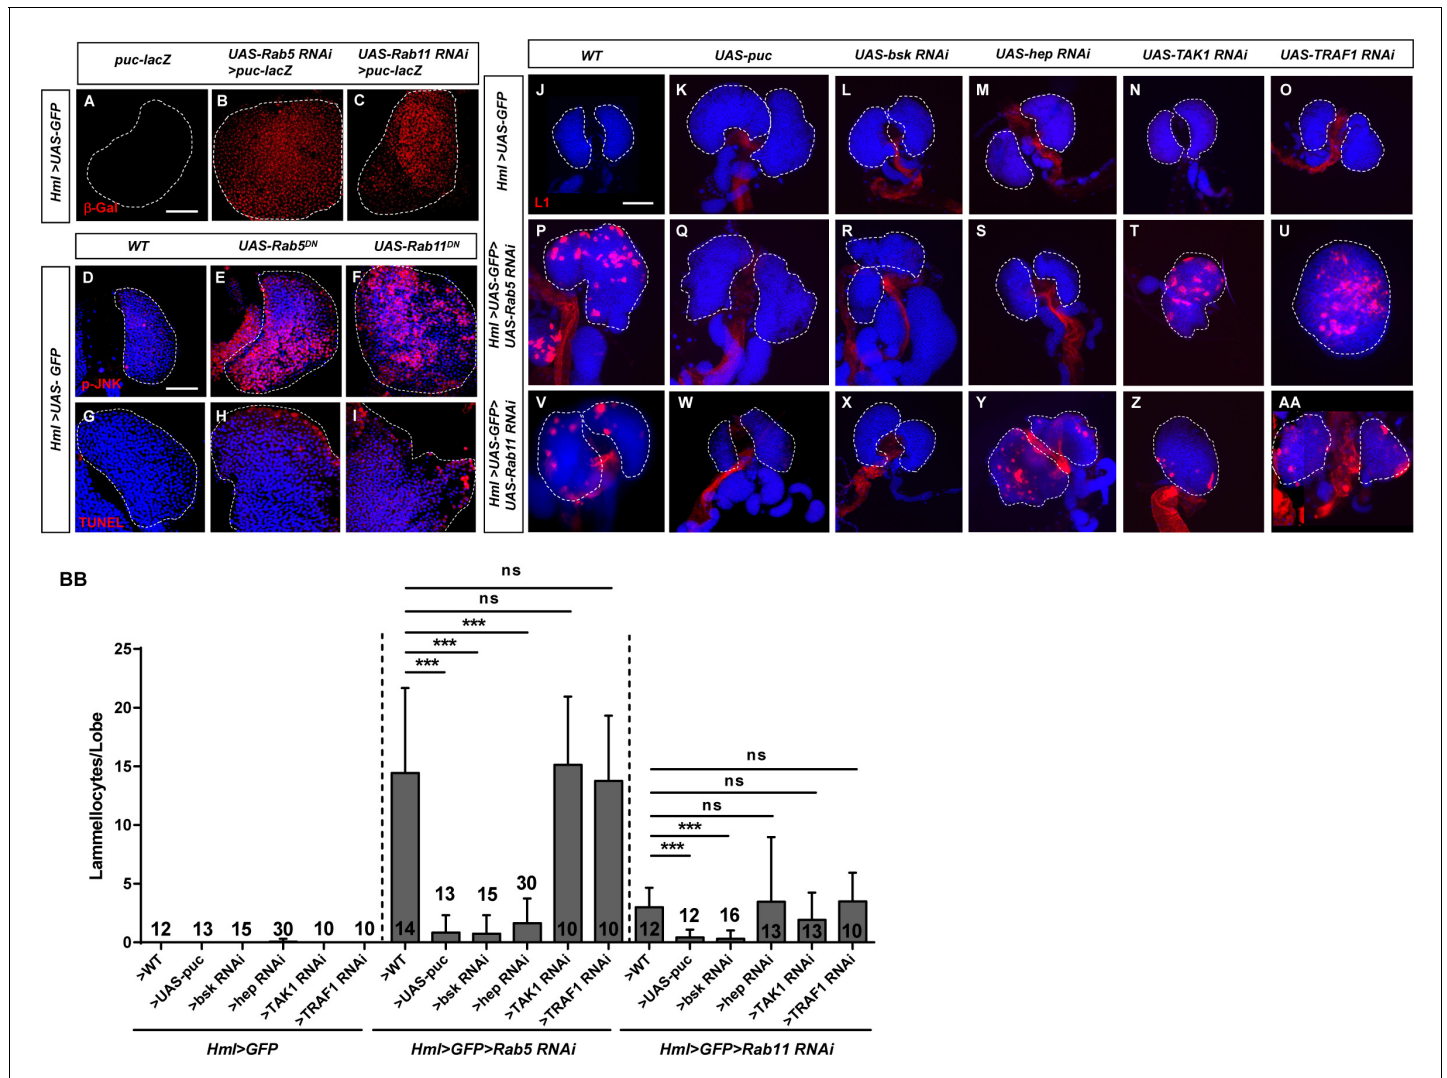 puc-lacZ
UAS-Rab5 RNAi
>puc-lacZ
UAS-Rab11 RNAi
>puc-lacZ
Hml >UAS-GFP
A
β-Gal
B
C
WT
UAS-Rab5DN
UAS-Rab11DN
Hml >UAS- GFP
D
p-JNK
E
F
G
TUNEL
H
I
WT
UAS-puc
UAS-bsk RNAi
UAS-hep RNAi
UAS-TAK1 RNAi
UAS-TRAF1 RNAi
Hml >UAS-GFP
J
L1
K
L
M
N
O
Hml >UAS-GFP>
UAS-Rab5 RNAi
P
Q
R
S
T
U
Hml >UAS-GFP>
UAS-Rab11 RNAi
V
W
X
Y
Z
AA
BB
Lammellocytes/Lobe
25
20
15
10
5
0
ns
ns
***
***
***
ns
ns
ns
***
***
12
13
15
30
10
10
14
13
15
30
10
10
12
12
16
13
13
10
>WT
>UAS-puc
>bsk RNAi
>hep RNAi
>TAK1 RNAi
>TRAF1 RNAi
>WT
>UAS-puc
>bsk RNAi
>hep RNAi
>TAK1 RNAi
>TRAF1 RNAi
>WT
>UAS-puc
>bsk RNAi
>hep RNAi
>TAK1 RNAi
>TRAF1 RNAi
Hml>GFP
Hml>GFP>Rab5 RNAi
Hml>GFP>Rab11 RNAi